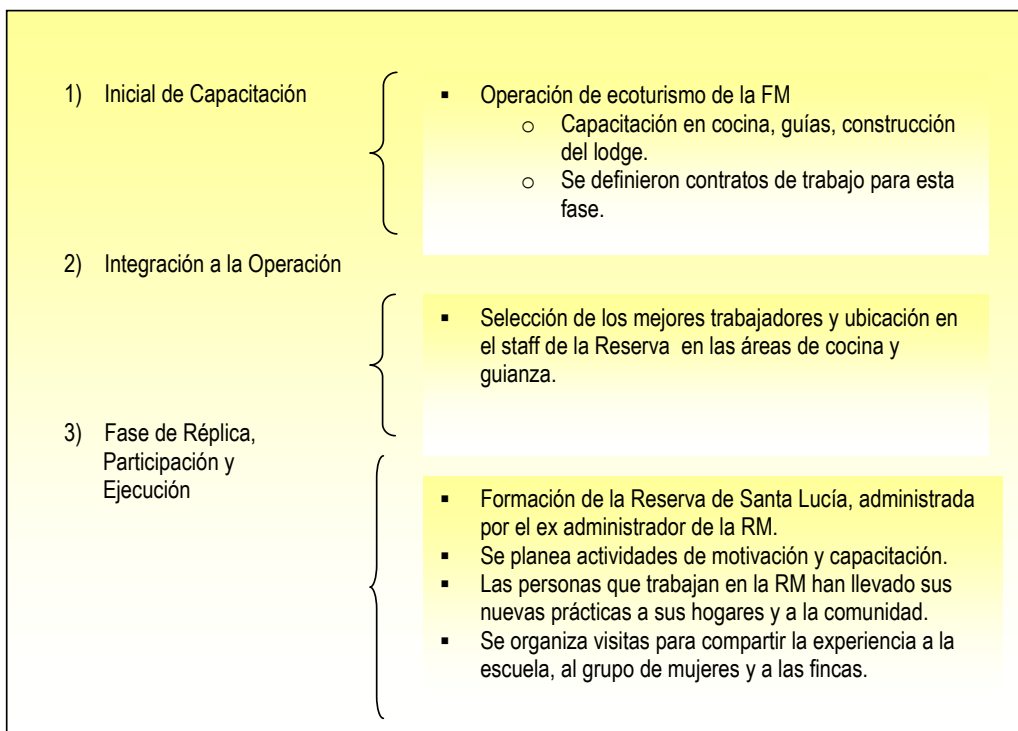 1) Inicial de Capacitación
▪ Operación de ecoturismo de la FM
o Capacitación en cocina, guías, construcción
del lodge.
o Se definieron contratos de trabajo para esta
fase.
2) Integración a la Operación
▪ Selección de los mejores trabajadores y ubicación en
el staff de la Reserva en las áreas de cocina y
guianza.
3) Fase de Réplica,
Participación y
Ejecución
▪ Formación de la Reserva de Santa Lucía, administrada
por el ex administrador de la RM.
▪ Se planea actividades de motivación y capacitación.
▪ Las personas que trabajan en la RM han llevado sus
nuevas prácticas a sus hogares y a la comunidad.
▪ Se organiza visitas para compartir la experiencia a la
escuela, al grupo de mujeres y a las fincas.